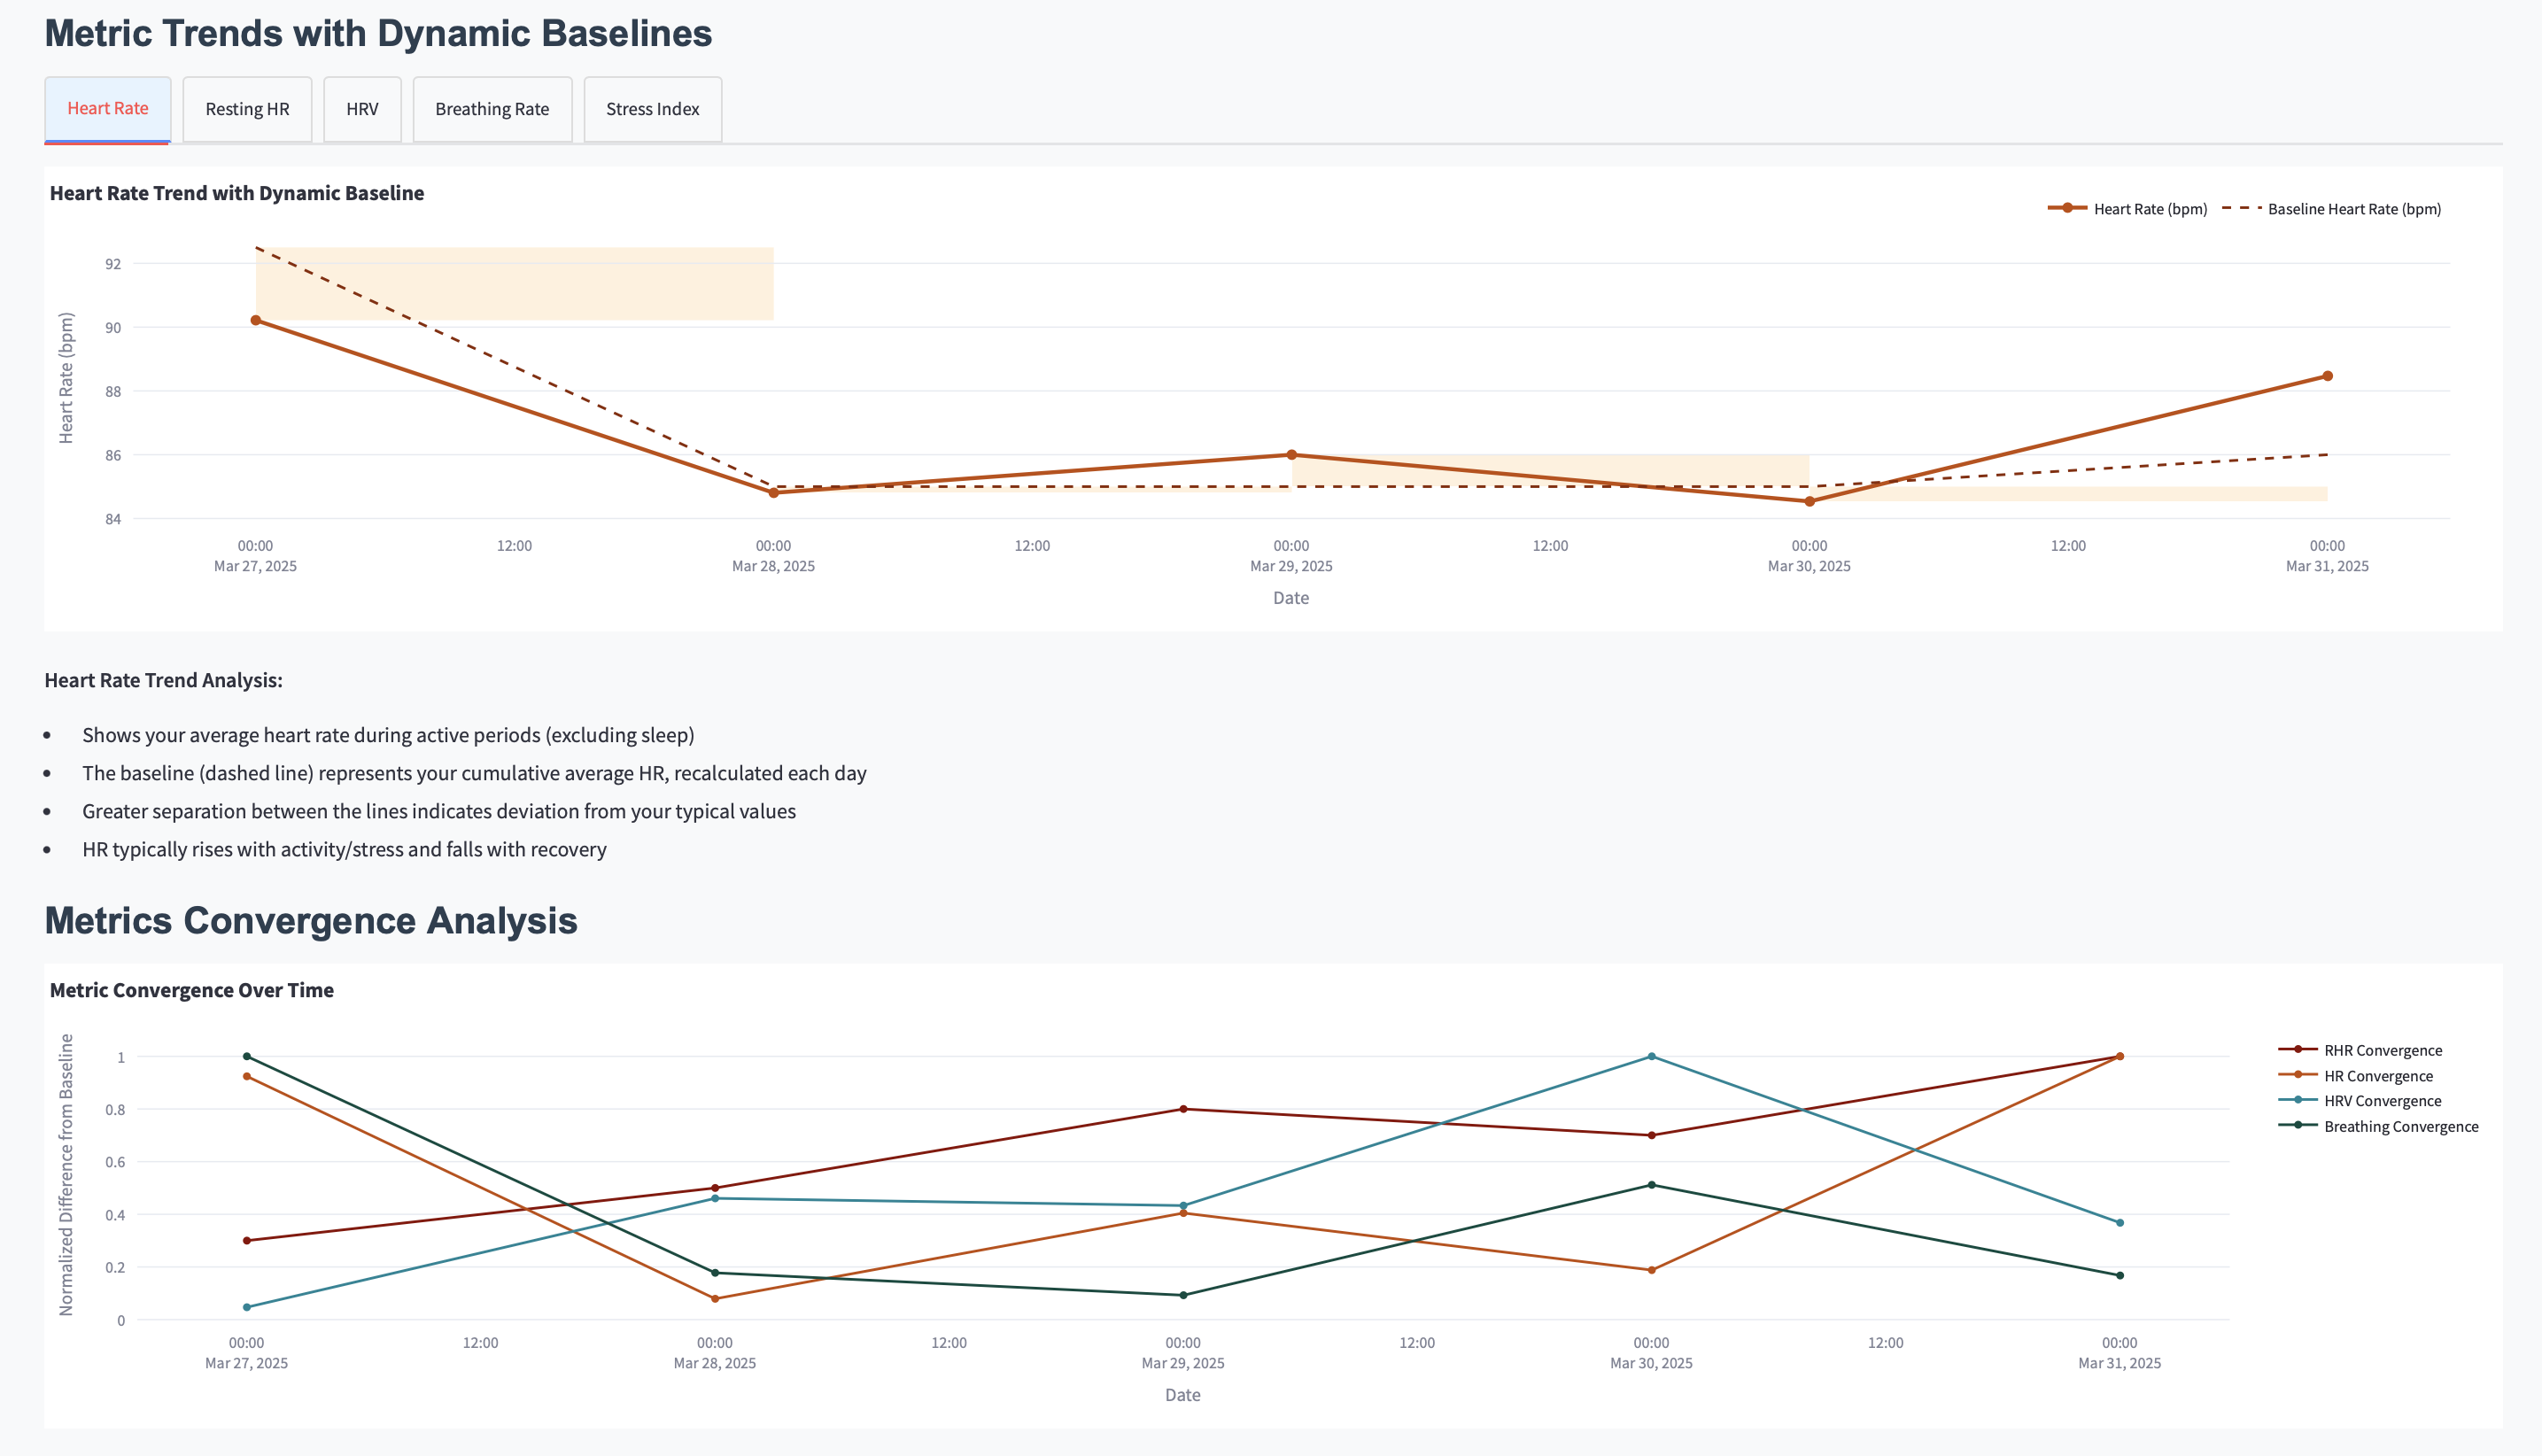 Metric Trends with Dynamic Baselines
Heart Rate
Resting HR
HRV
Breathing Rate
Stress Index
Heart Rate Trend with Dynamic Baseline
Heart Rate (bpm)
Baseline Heart Rate (bpm)
Heart Rate (bpm)
92
90
88
86
84
00:00
12:00
00:00
12:00
00:00
12:00
00:00
12:00
00:00
Mar 27, 2025
Mar 28, 2025
Mar 29, 2025
Mar 30, 2025
Mar 31, 2025
Date
Heart Rate Trend Analysis:
• Shows your average heart rate during active periods (excluding sleep)
• The baseline (dashed line) represents your cumulative average HR, recalculated each day
• Greater separation between the lines indicates deviation from your typical values
• HR typically rises with activity/stress and falls with recovery
Metrics Convergence Analysis
Metric Convergence Over Time
Normalized Difference from Baseline
1
0.8
0.6
0.4
0.2
0
RHR Convergence
HR Convergence
HRV Convergence
Breathing Convergence
00:00
12:00
00:00
12:00
00:00
12:00
00:00
12:00
00:00
Mar 27, 2025
Mar 28, 2025
Mar 29, 2025
Mar 30, 2025
Mar 31, 2025
Date